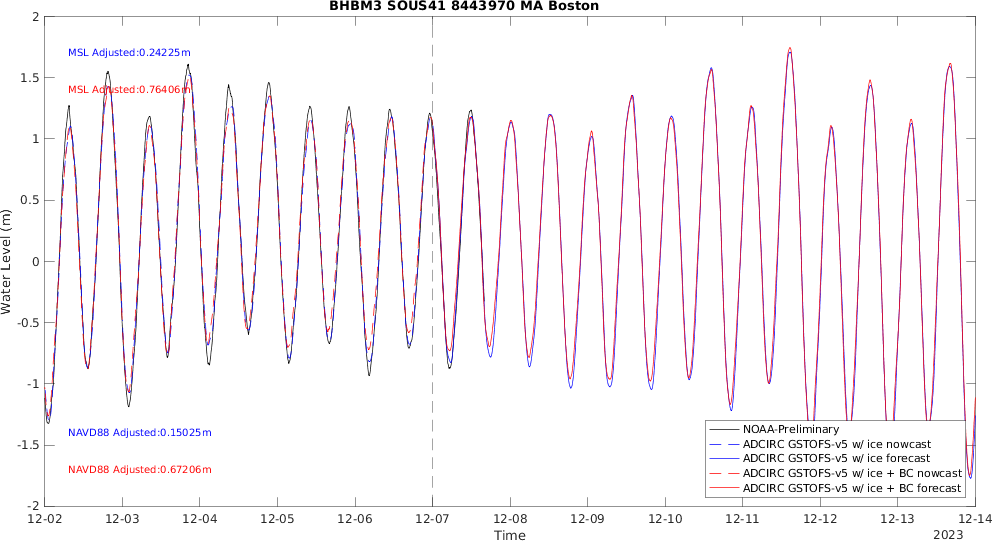 BHBM3 SOUS41 8443970 MA Boston
2
1.5
1
0.5
0
-0.5
-1
-1.5
-2
Water Level (m)
MSL Adjusted:0.24225m
MSL Adjusted:0.76406m
NAVD88 Adjusted:0.15025m
NAVD88 Adjusted:0.67206m
NOAA-Preliminary
ADCIRC GSTOFS-v5 w/ ice nowcast
ADCIRC GSTOFS-v5 w/ ice forecast
ADCIRC GSTOFS-v5 w/ ice + BC nowcast
ADCIRC GSTOFS-v5 w/ ice + BC forecast
12-02 12-03 12-04 12-05 12-06 12-07 12-08 12-09 12-10 12-11 12-12 12-13 12-14
Time
2023